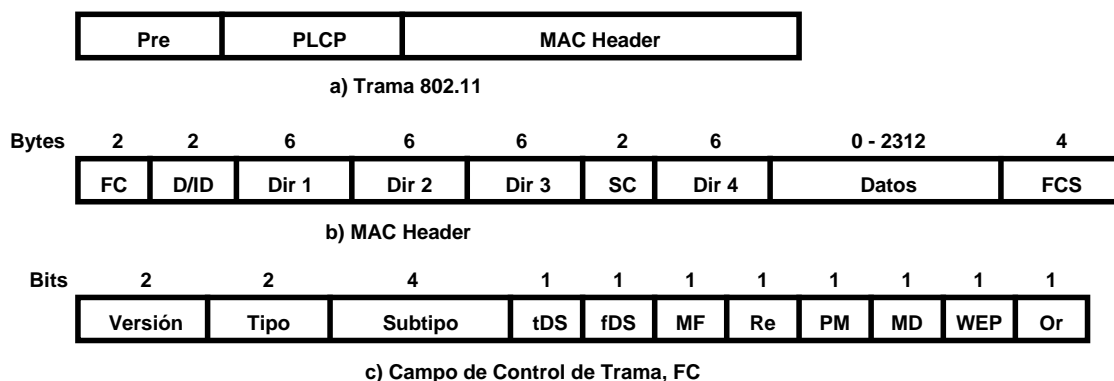 Pre PLCP MAC Header
a) Trama 802.11
Bytes 2 2 6 6 6 2 6 0 - 2312 4
FC D/ID Dir 1 Dir 2 Dir 3 SC Dir 4 Datos FCS
b) MAC Header
Bits 2 2 4 1 1 1 1 1 1 1 1
Versión Tipo Subtipo tDS fDS MF Re PM MD WEP Or
c) Campo de Control de Trama, FC